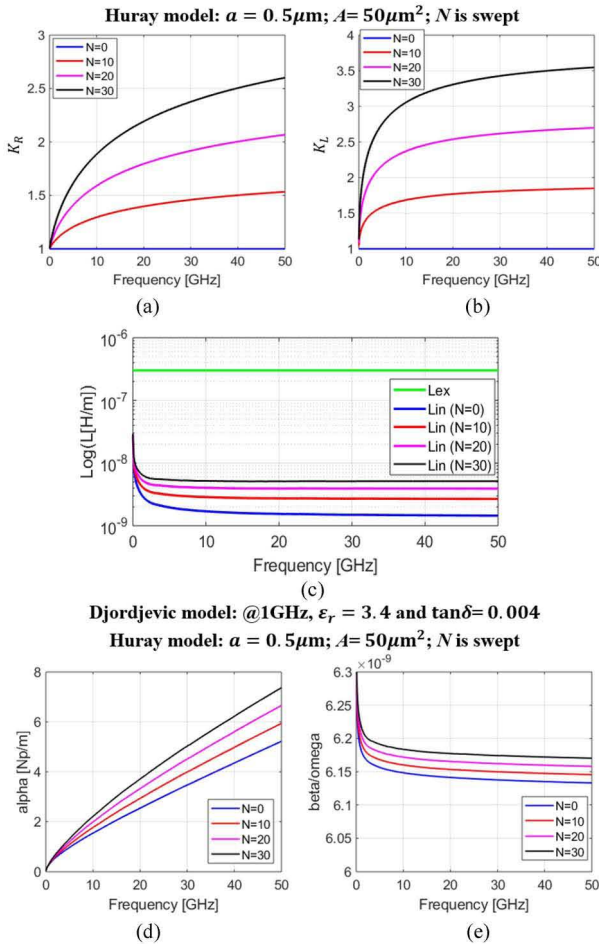 Huray model: a = 0.5μm; A= 50μm²; N is swept
3
2.5
2
1.5
1
K_R
N=0
N=10
N=20
N=30
0 10 20 30 40 50
Frequency [GHz]
(a)
4
3.5
3
2.5
2
1.5
1
K_L
N=0
N=10
N=20
N=30
0 10 20 30 40 50
Frequency [GHz]
(b)
10⁻⁶
10⁻⁷
10⁻⁸
10⁻⁹
Log(L[H/m])
Lex
Lin (N=0)
Lin (N=10)
Lin (N=20)
Lin (N=30)
0 10 20 30 40 50
Frequency [GHz]
(c)
Djordjevic model: @1GHz, εr = 3.4 and tanδ= 0.004
Huray model: a = 0.5μm; A= 50μm²; N is swept
8
6
4
2
0
alpha [Np/m]
N=0
N=10
N=20
N=30
0 10 20 30 40 50
Frequency [GHz]
(d)
×10⁻⁹
6.3
6.25
6.2
6.15
6.1
6.05
6
beta/omega
N=0
N=10
N=20
N=30
0 10 20 30 40 50
Frequency [GHz]
(e)